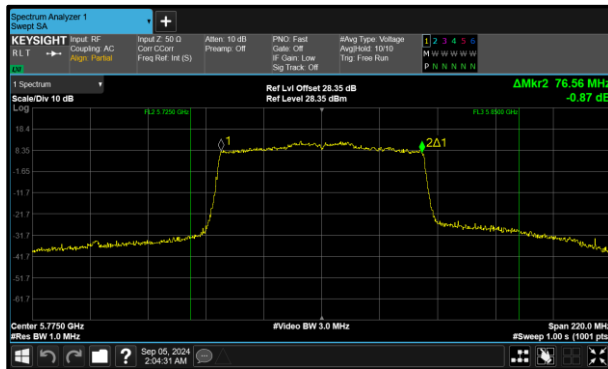 Spectrum Analyzer 1
Swept SA
KEYSIGHT
RLT
Input: RF
Coupling: AC
Align: Partial
Input Z: 50 Ω
Corr CCorr
Freq Ref: Int (S)
Atten: 10 dB
Preamp: Off
PNO: Fast
Gate: Off
IF Gain: Low
Sig Track: Off
#Avg Type: Voltage
Avg|Hold: 10/10
Trig: Free Run
1 2 3 4 5 6
M W W W W W
P N N N N N
1 Spectrum
Ref Lvl Offset 28.35 dB
ΔMkr2 76.56 MHz
Scale/Div 10 dB
Ref Level 28.35 dBm
-0.87 dB
Log
FL2 5.7250 GHz
FL3 5.8500 GHz
18.4
1
2Δ1
8.35
-1.65
-11.7
-21.7
-31.7
-41.7
-51.7
-61.7
Center 5.7750 GHz
#Video BW 3.0 MHz
Span 220.0 MHz
#Res BW 1.0 MHz
#Sweep 1.00 s (1001 pts)
Sep 05, 2024
2:04:31 AM